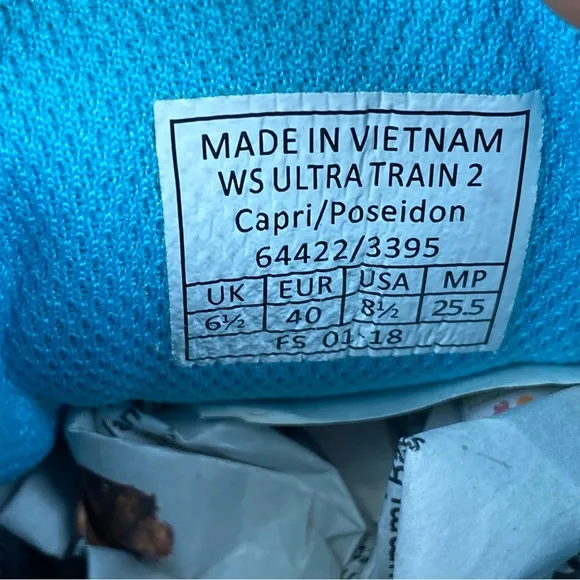 MADE IN VIETNAM
WS ULTRA TRAIN 2
Capri/Poseidon
64422/3395
UK EUR USA MP
6½ 40 8½ 25.5
FS 01 18